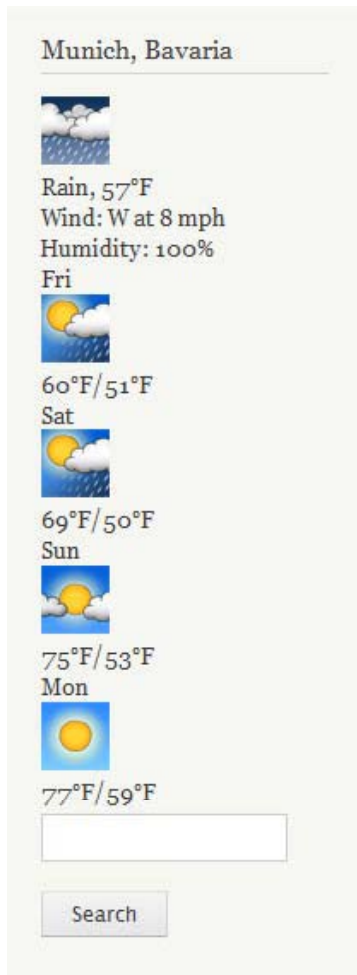 Munich, Bavaria
Rain, 57°F
Wind: W at 8 mph
Humidity: 100%
Fri
60°F/51°F
Sat
69°F/50°F
Sun
75°F/53°F
Mon
77°F/59°F
Search